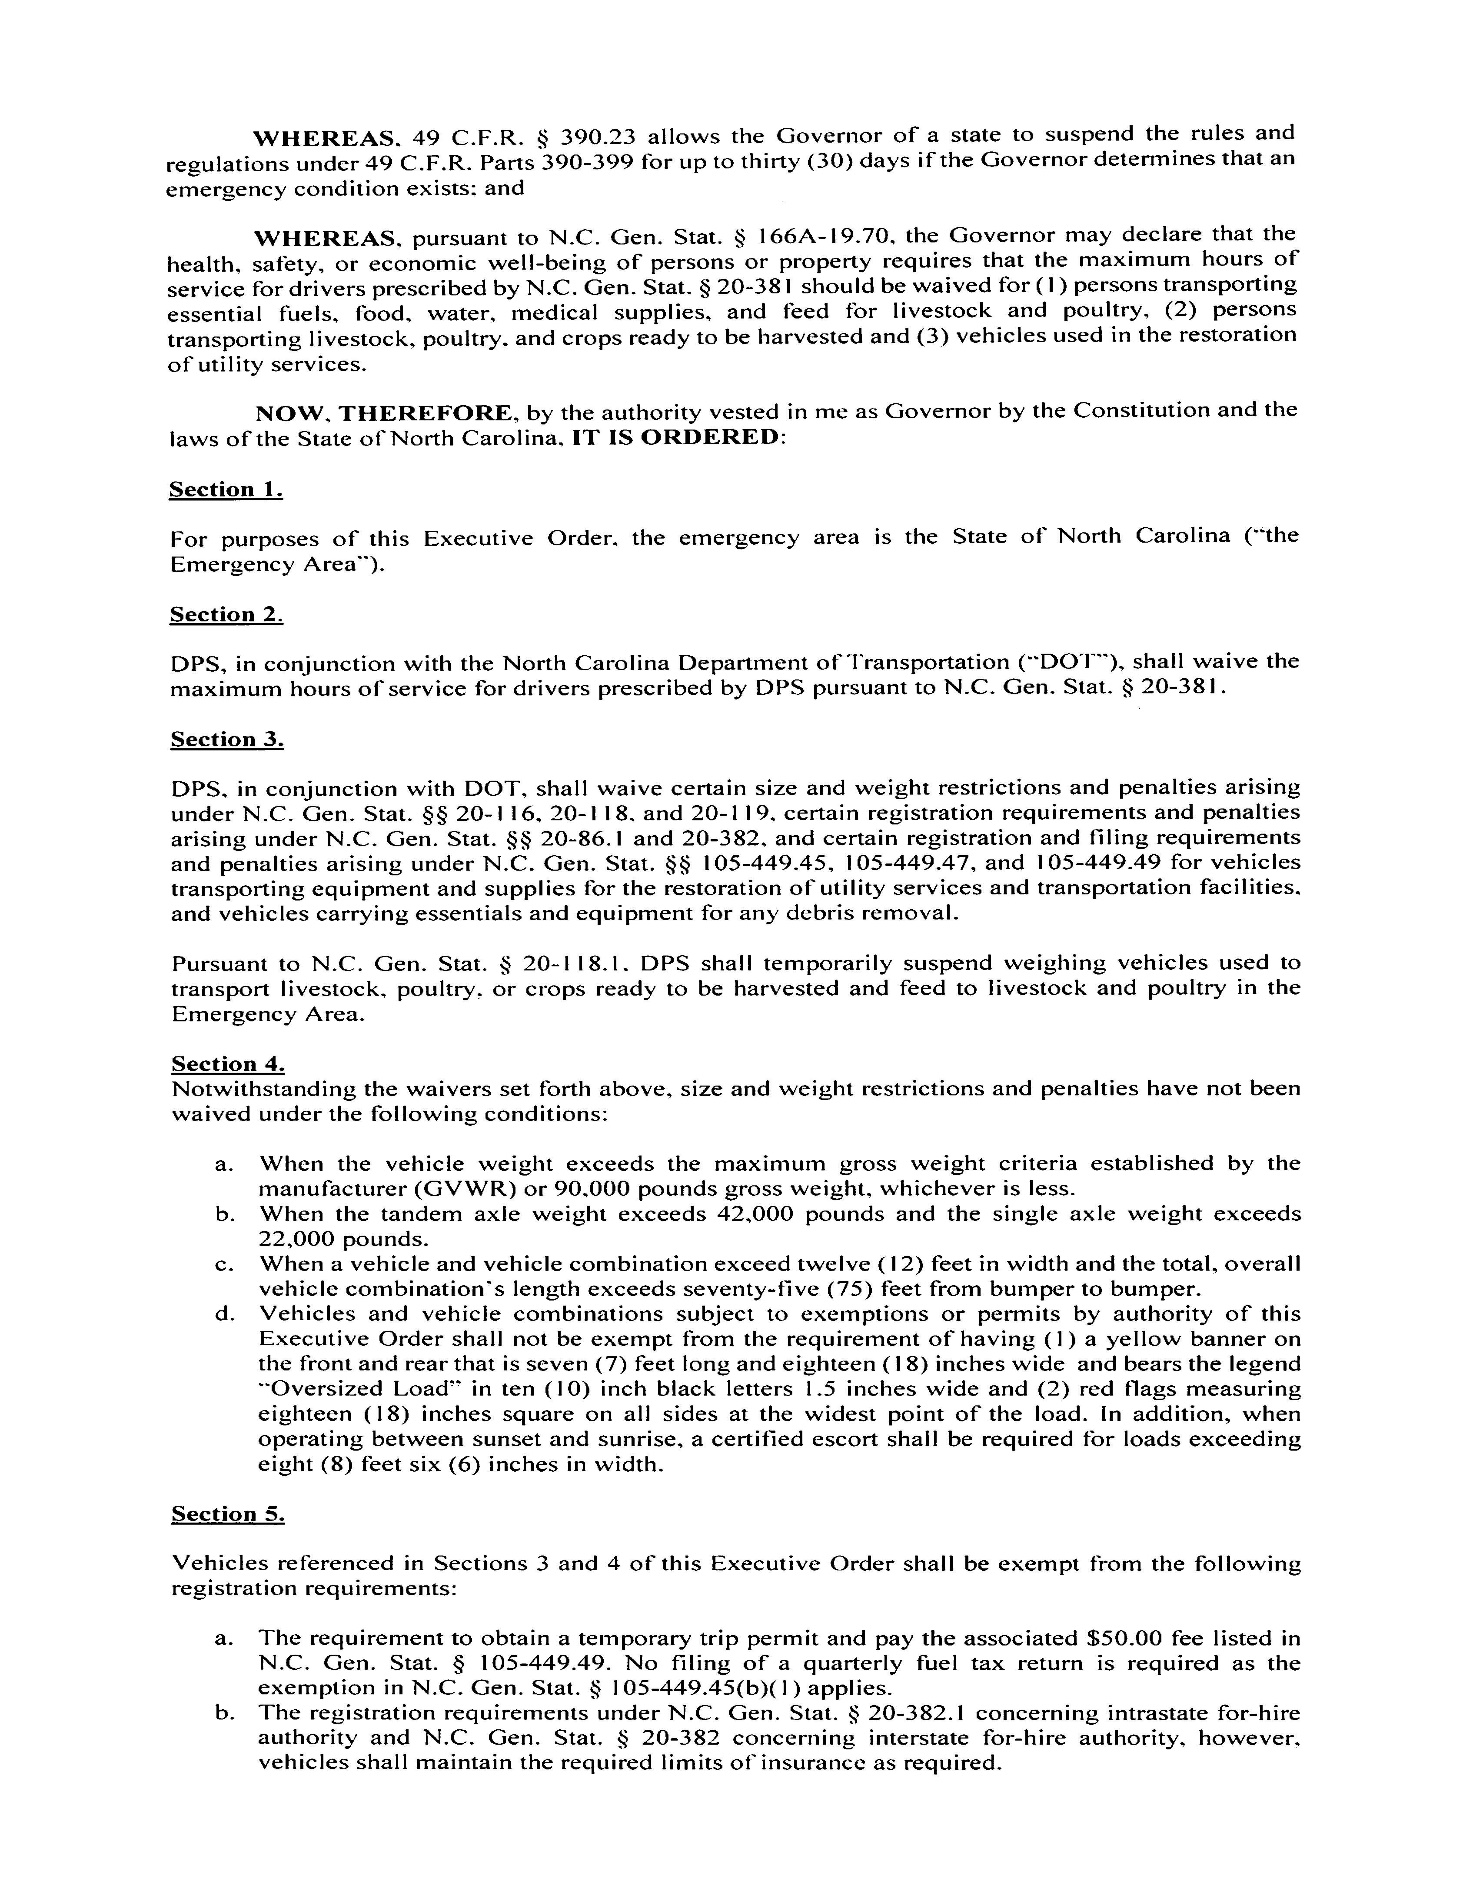 WHEREAS, 49 C.F.R. § 390.23 allows the Governor of a state to suspend the rules and
regulations under 49 C.F.R. Parts 390-399 for up to thirty (30) days if the Governor determines that an
emergency condition exists; and
WHEREAS, pursuant to N.C. Gen. Stat. § 166A-19.70, the Governor may declare that the
health, safety, or economic well-being of persons or property requires that the maximum hours of
service for drivers prescribed by N.C. Gen. Stat. § 20-381 should be waived for (1) persons transporting
essential fuels, food, water, medical supplies, and feed for livestock and poultry, (2) persons
transporting livestock, poultry, and crops ready to be harvested and (3) vehicles used in the restoration
of utility services.
NOW, THEREFORE, by the authority vested in me as Governor by the Constitution and the
laws of the State of North Carolina, IT IS ORDERED:
Section 1.
For purposes of this Executive Order, the emergency area is the State of North Carolina ("the
Emergency Area").
Section 2.
DPS, in conjunction with the North Carolina Department of Transportation ("DOT"), shall waive the
maximum hours of service for drivers prescribed by DPS pursuant to N.C. Gen. Stat. § 20-381.
Section 3.
DPS, in conjunction with DOT, shall waive certain size and weight restrictions and penalties arising
under N.C. Gen. Stat. §§ 20-116, 20-118, and 20-119, certain registration requirements and penalties
arising under N.C. Gen. Stat. §§ 20-86.1 and 20-382, and certain registration and filing requirements
and penalties arising under N.C. Gen. Stat. §§ 105-449.45, 105-449.47, and 105-449.49 for vehicles
transporting equipment and supplies for the restoration of utility services and transportation facilities,
and vehicles carrying essentials and equipment for any debris removal.
Pursuant to N.C. Gen. Stat. § 20-118.1, DPS shall temporarily suspend weighing vehicles used to
transport livestock, poultry, or crops ready to be harvested and feed to livestock and poultry in the
Emergency Area.
Section 4.
Notwithstanding the waivers set forth above, size and weight restrictions and penalties have not been
waived under the following conditions:
a. When the vehicle weight exceeds the maximum gross weight criteria established by the
manufacturer (GVWR) or 90,000 pounds gross weight, whichever is less.
b. When the tandem axle weight exceeds 42,000 pounds and the single axle weight exceeds
22,000 pounds.
c. When a vehicle and vehicle combination exceed twelve (12) feet in width and the total, overall
vehicle combination's length exceeds seventy-five (75) feet from bumper to bumper.
d. Vehicles and vehicle combinations subject to exemptions or permits by authority of this
Executive Order shall not be exempt from the requirement of having (1) a yellow banner on
the front and rear that is seven (7) feet long and eighteen (18) inches wide and bears the legend
"Oversized Load" in ten (10) inch black letters 1.5 inches wide and (2) red flags measuring
eighteen (18) inches square on all sides at the widest point of the load. In addition, when
operating between sunset and sunrise, a certified escort shall be required for loads exceeding
eight (8) feet six (6) inches in width.
Section 5.
Vehicles referenced in Sections 3 and 4 of this Executive Order shall be exempt from the following
registration requirements:
a. The requirement to obtain a temporary trip permit and pay the associated $50.00 fee listed in
N.C. Gen. Stat. § 105-449.49. No filing of a quarterly fuel tax return is required as the
exemption in N.C. Gen. Stat. § 105-449.45(b)(1) applies.
b. The registration requirements under N.C. Gen. Stat. § 20-382.1 concerning intrastate for-hire
authority and N.C. Gen. Stat. § 20-382 concerning interstate for-hire authority, however,
vehicles shall maintain the required limits of insurance as required.